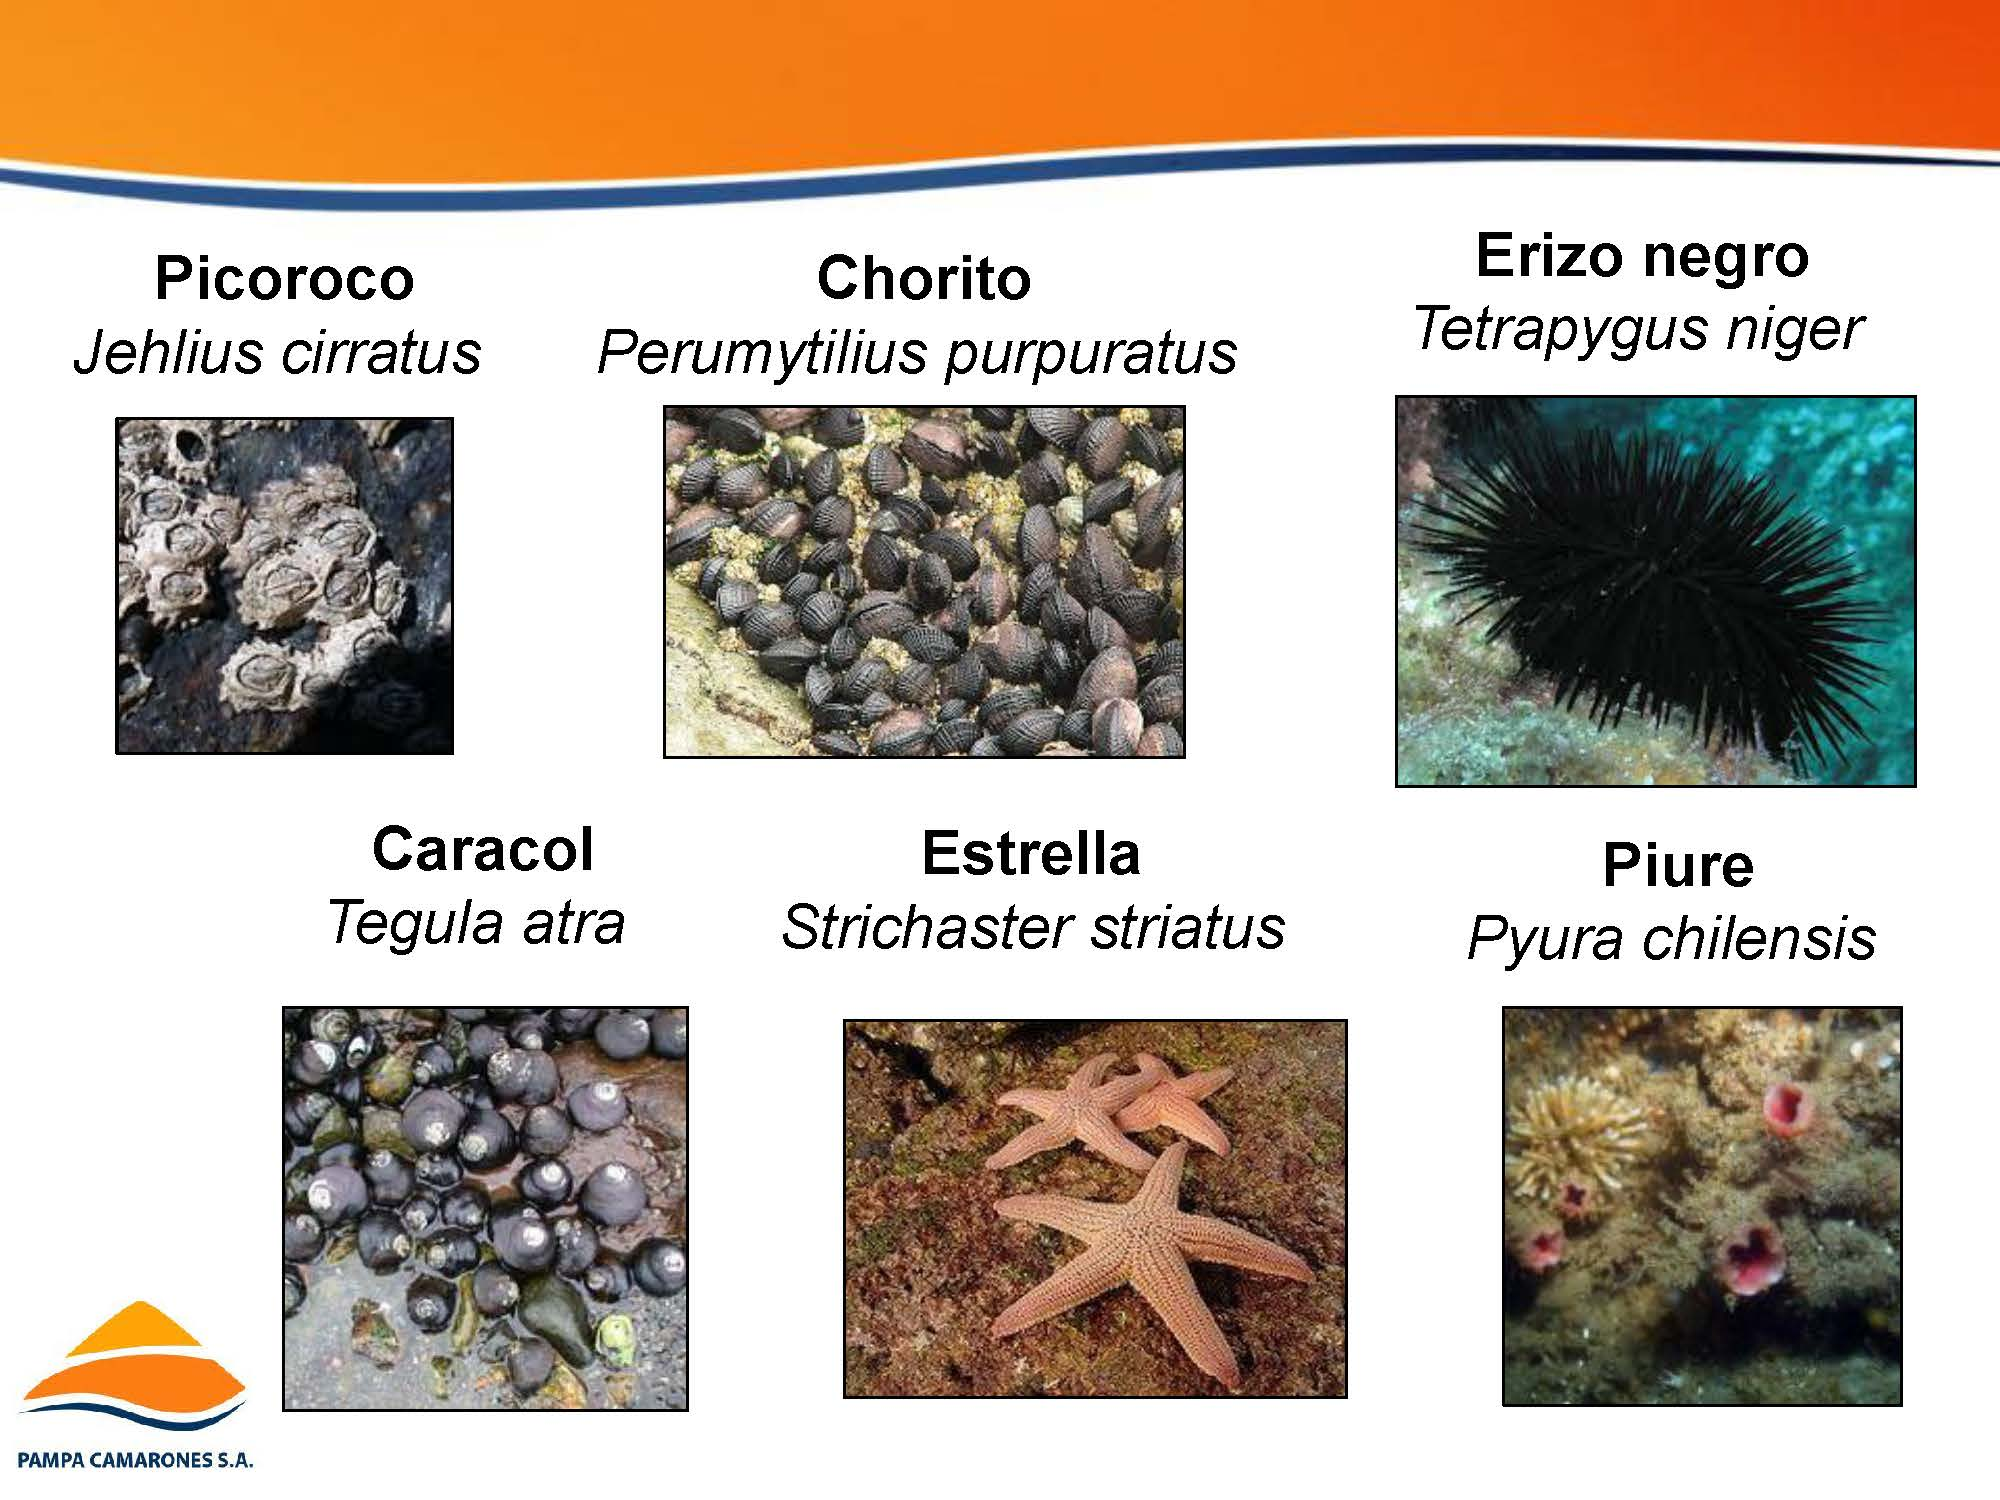 Picoroco
Jehlius cirratus
Chorito
Perumytilius purpuratus
Erizo negro
Tetrapygus niger
Caracol
Tegula atra
Estrella
Strichaster striatus
Piure
Pyura chilensis
PAMPA CAMARONES S.A.